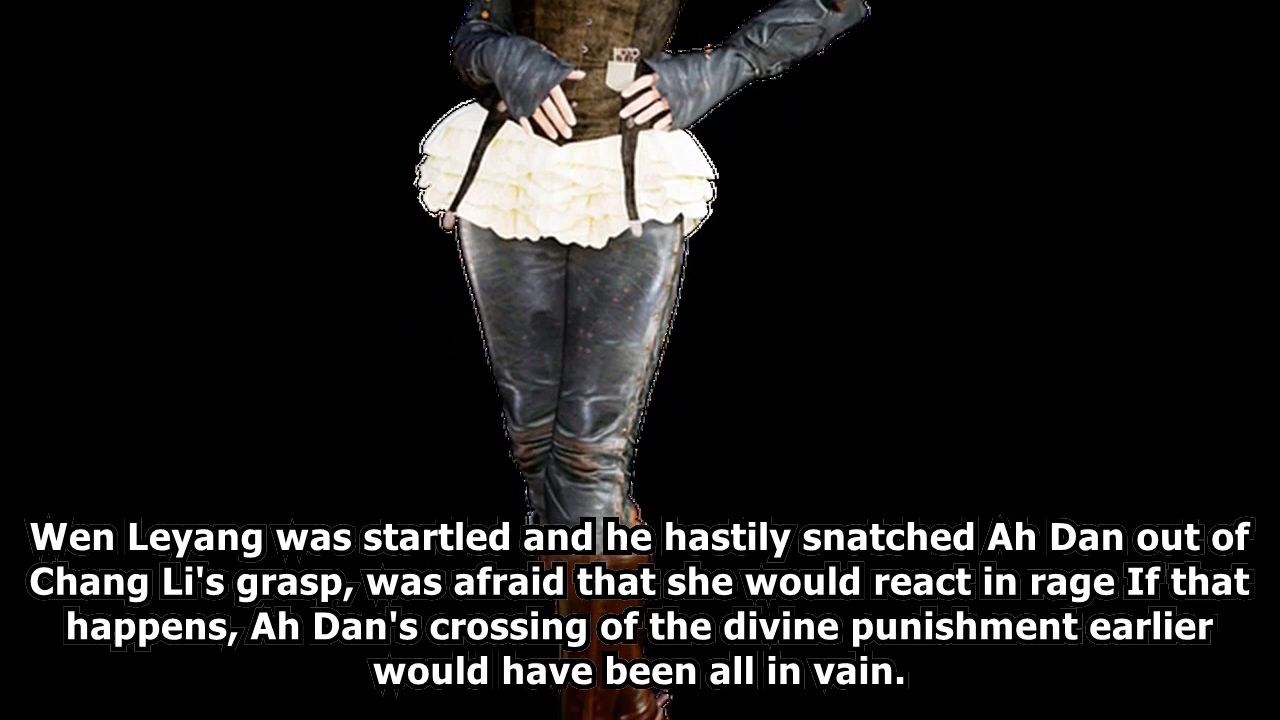 Wen Leyang was startled and he hastily snatched Ah Dan out of
Chang Li's grasp, was afraid that she would react in rage If that
happens, Ah Dan's crossing of the divine punishment earlier
would have been all in vain.